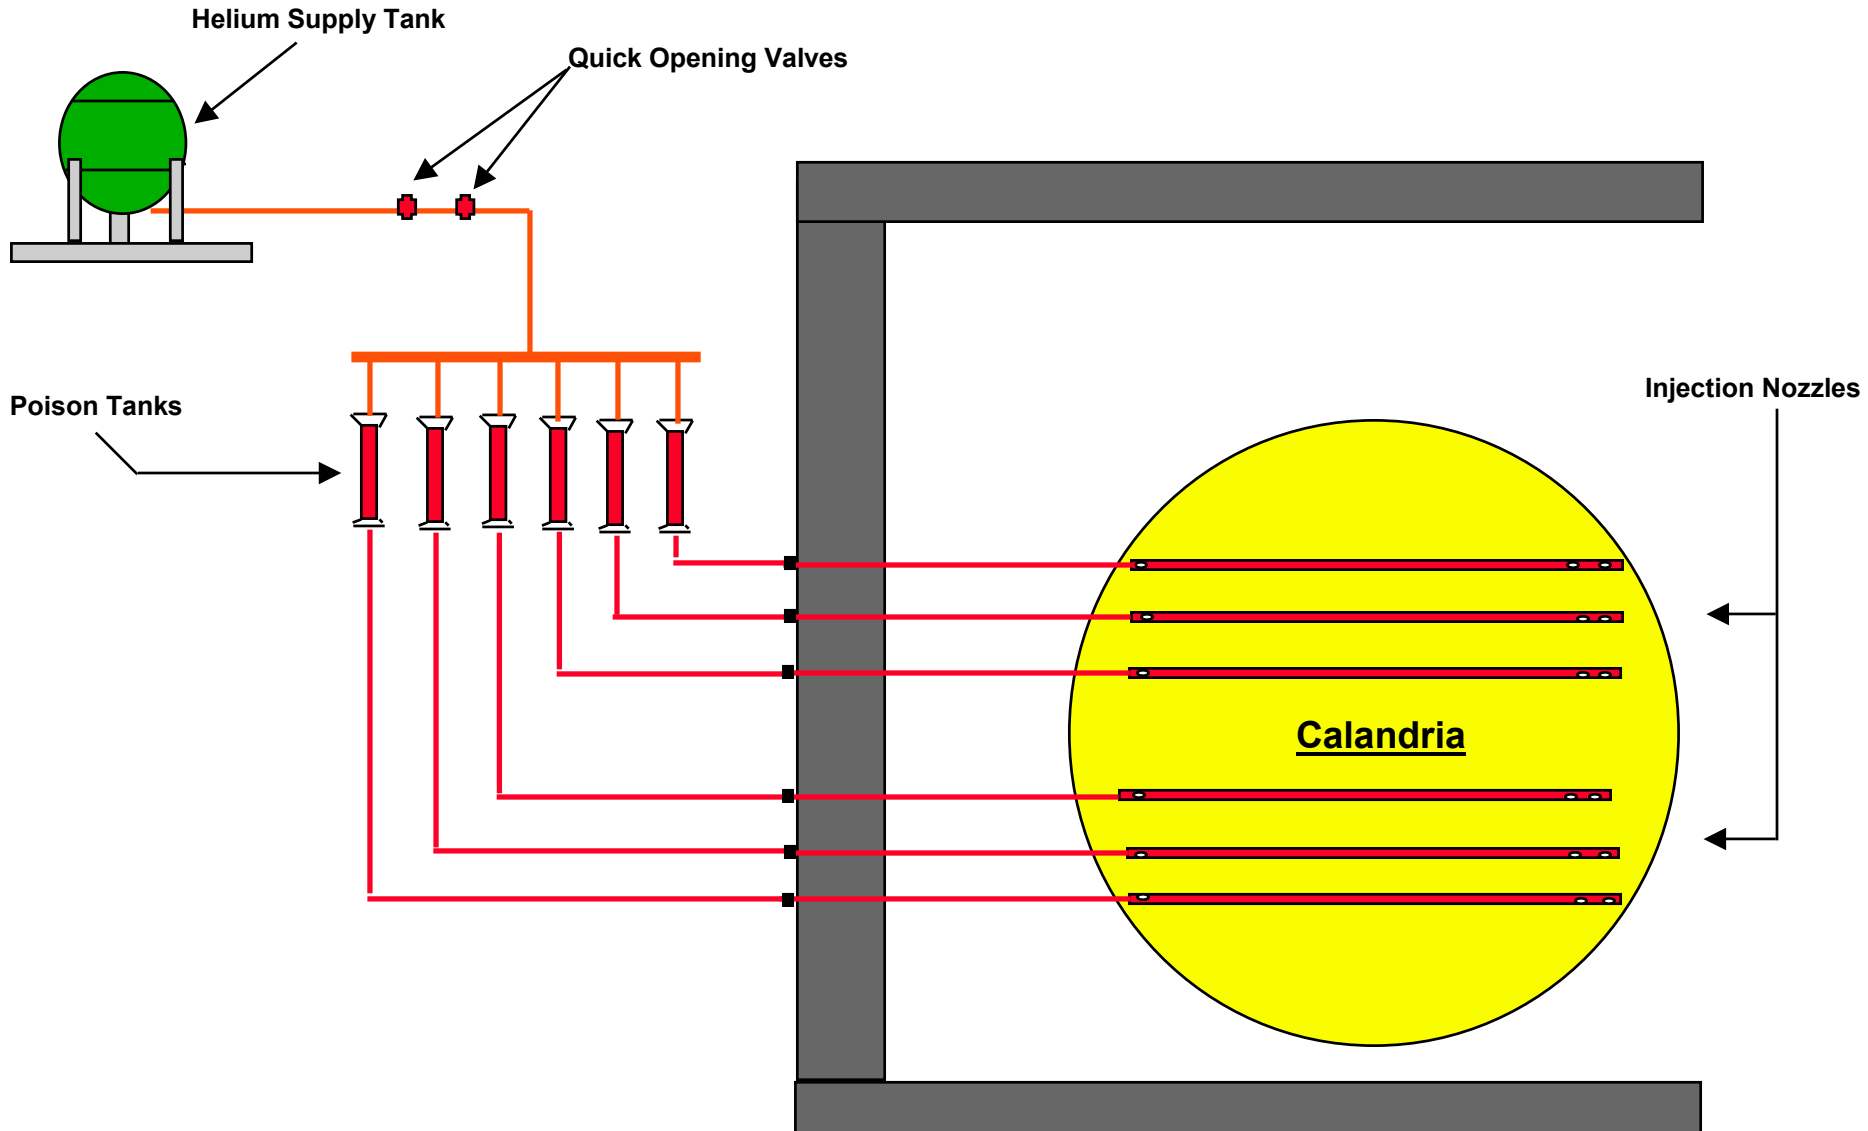 Helium Supply Tank
Quick Opening Valves
Poison Tanks
Injection Nozzles
Calandria